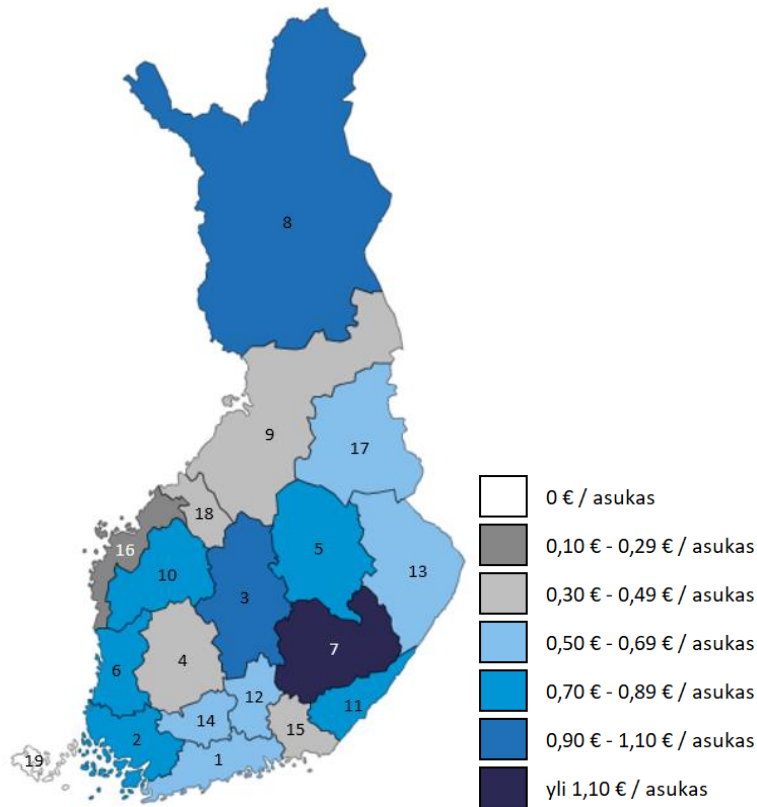 8
9
17
18
16
5
10
13
3
7
4
6
12
11
14
2
15
1
19
0 € / asukas
0,10 € - 0,29 € / asukas
0,30 € - 0,49 € / asukas
0,50 € - 0,69 € / asukas
0,70 € - 0,89 € / asukas
0,90 € - 1,10 € / asukas
yli 1,10 € / asukas